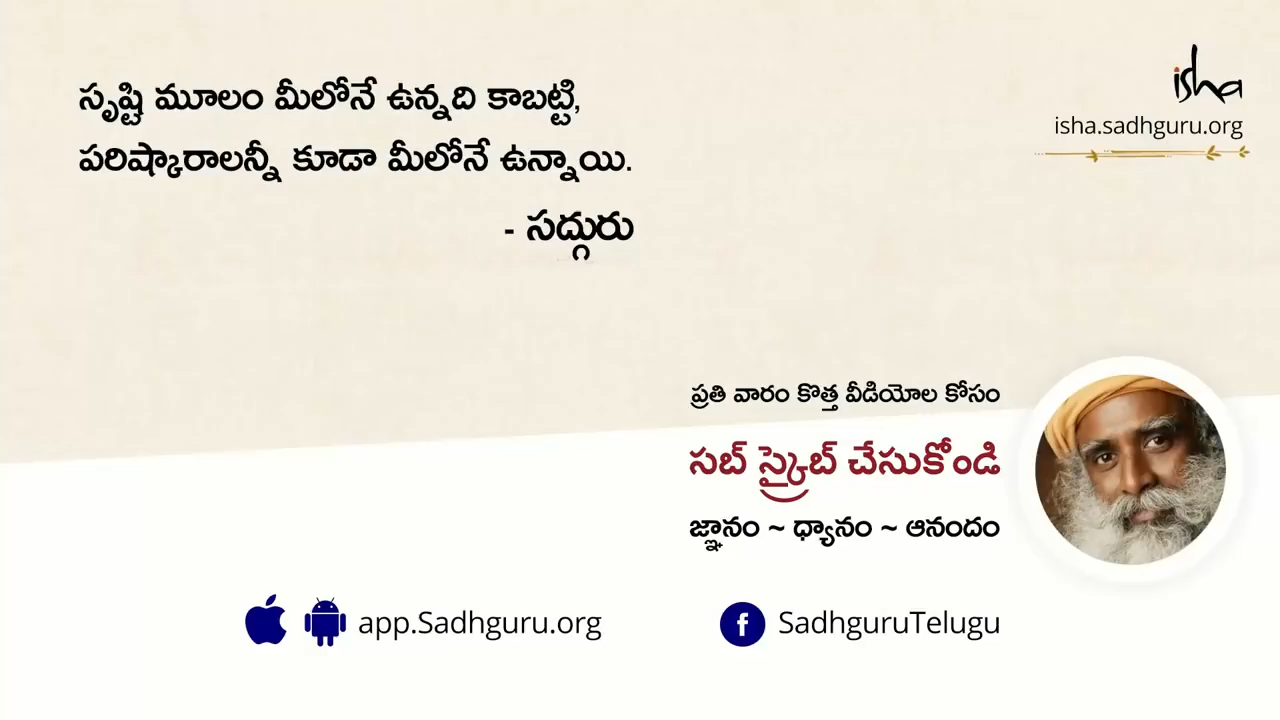 సృష్టి మూలం మీలోనే ఉన్నది కాబట్టి,
పరిష్కారాలన్నీ కూడా మీలోనే ఉన్నాయి.
- సద్గురు
isha
isha.sadhguru.org
ప్రతి వారం కొత్త వీడియోల కోసం
సబ్ స్క్రైబ్ చేసుకోండి
జ్ఞానం ~ ధ్యానం ~ ఆనందం
app.Sadhguru.org
SadhguruTelugu